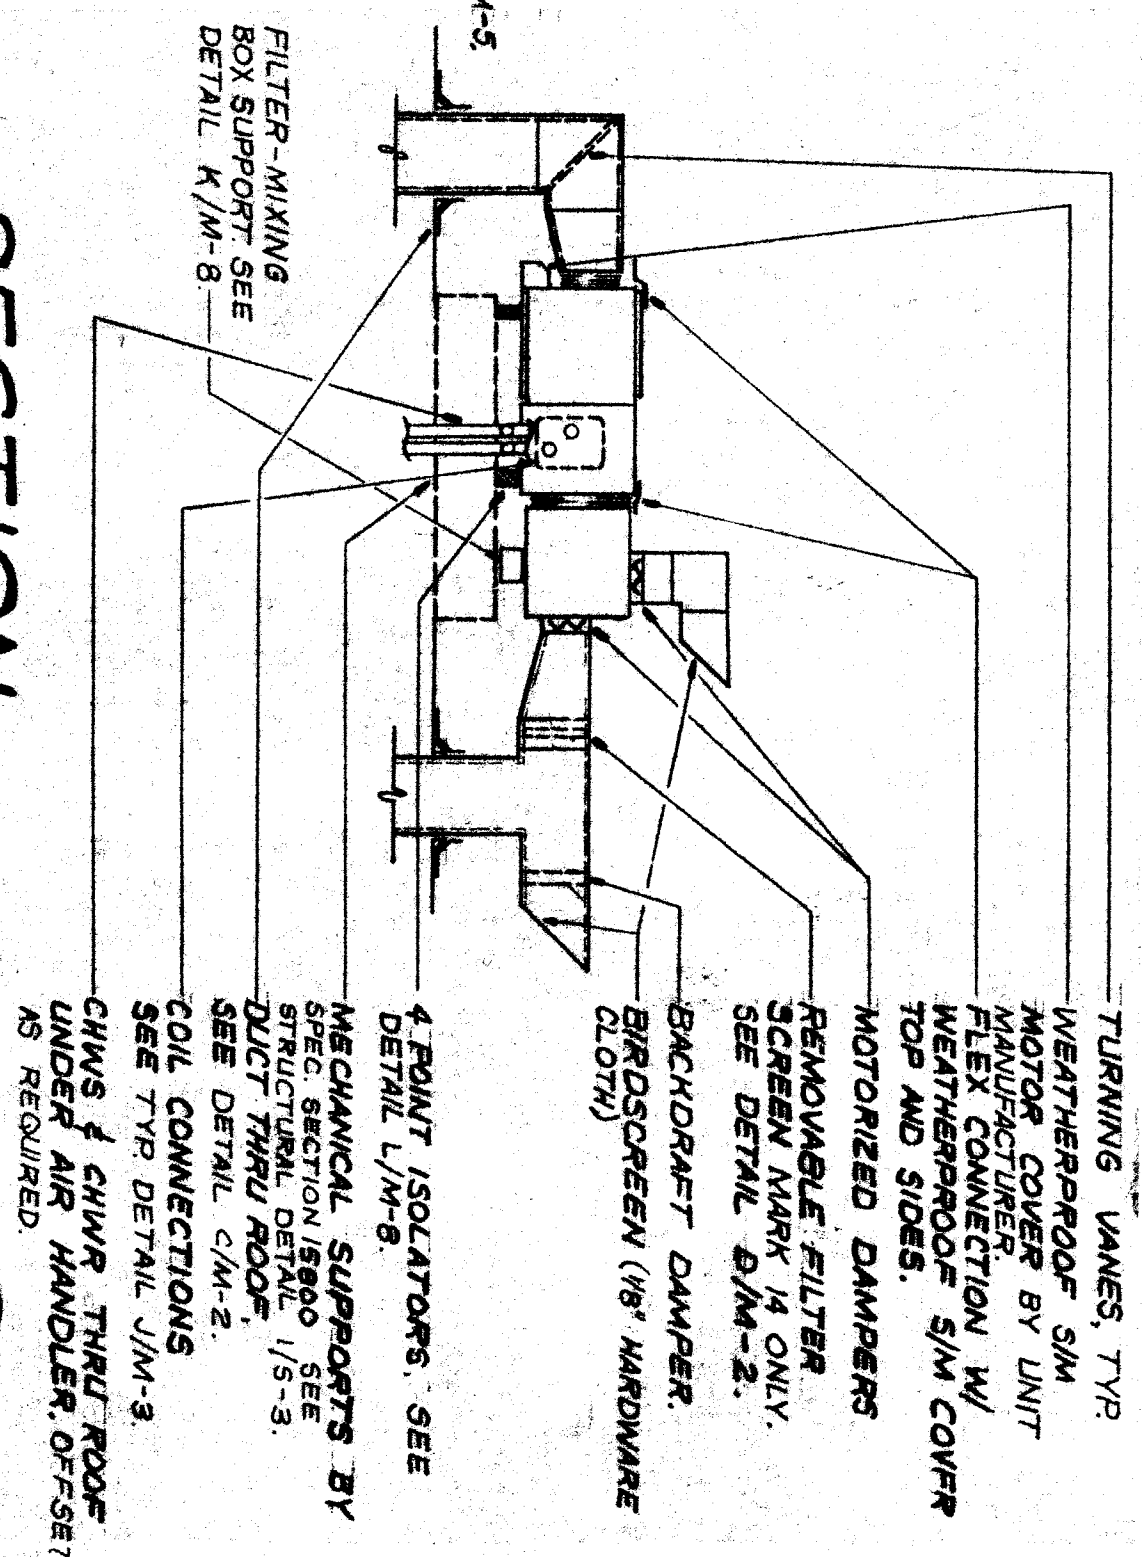 TURNING VANES, TYP.
WEATHERPROOF S/M
MOTOR COVER BY UNIT
MANUFACTURER.
FLEX CONNECTION W/
WEATHERPROOF S/M COVER
TOP AND SIDES.
MOTORIZED DAMPERS
REMOVABLE FILTER
SCREEN MARK 14 ONLY.
SEE DETAIL D/M-2.
BACKDRAFT DAMPER.
BIRDSCREEN (1/8" HARDWARE
CLOTH)
4 POINT ISOLATORS. SEE
DETAIL L/M-8.
MECHANICAL SUPPORTS BY
SPEC. SECTION 15800 SEE
STRUCTURAL DETAIL 1/S-3.
DUCT THRU ROOF,
SEE DETAIL C/M-2.
COIL CONNECTIONS
SEE TYP. DETAIL J/M-3.
CHWS & CHWR THRU ROOF
UNDER AIR HANDLER. OFFSET
AS REQUIRED.
M-5.
FILTER-MIXING
BOX SUPPORT. SEE
DETAIL K/M-8.
SECTION